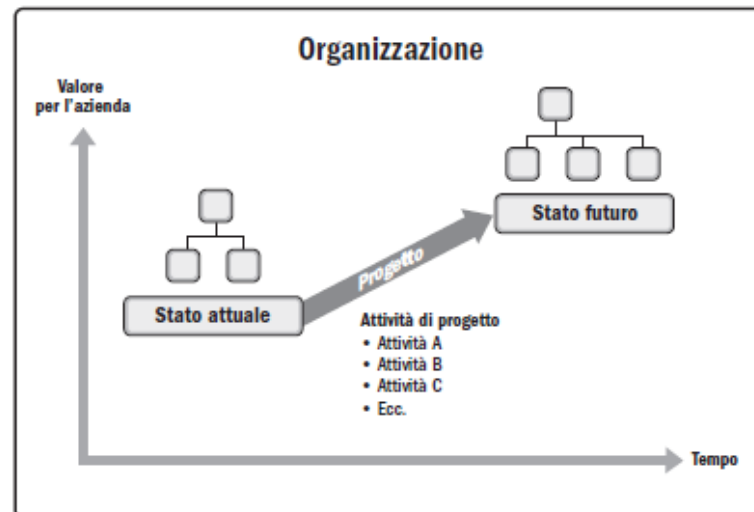 Organizzazione
Valore
per l'azienda
Stato futuro
Progetto
Stato attuale
Attività di progetto
• Attività A
• Attività B
• Attività C
• Ecc.
Tempo